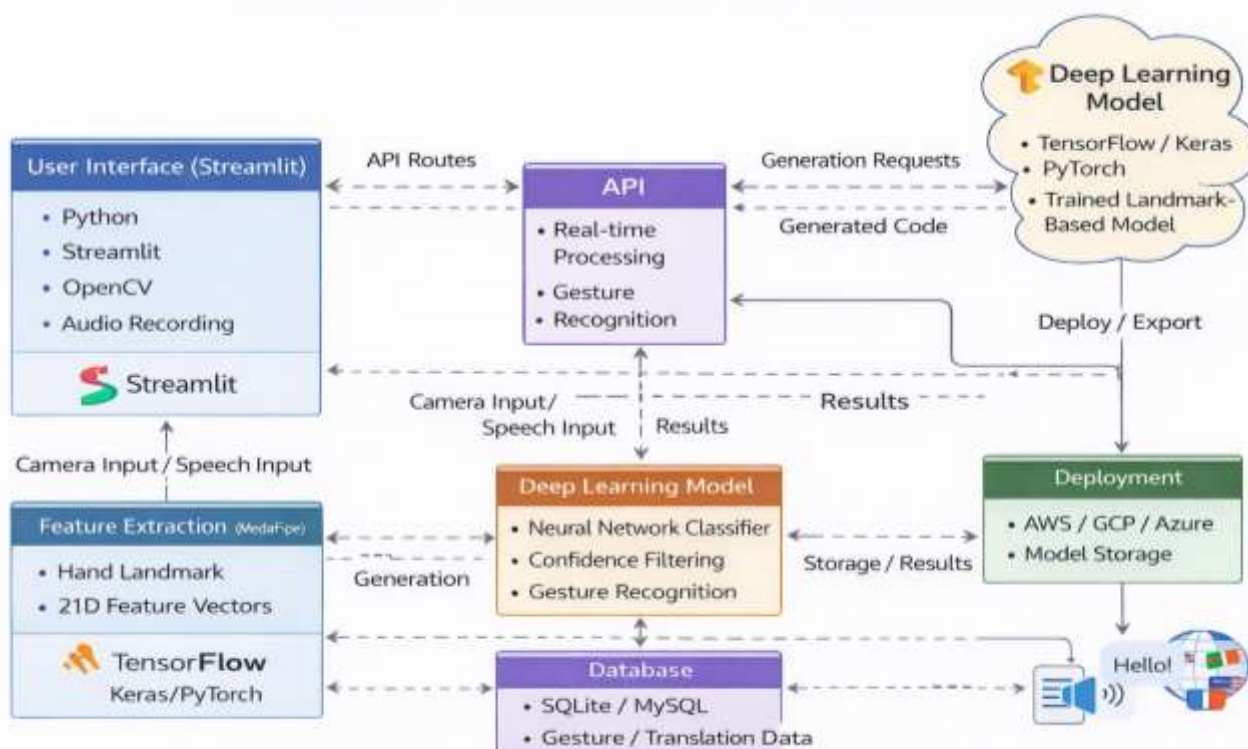 Deep Learning
Model
• TensorFlow / Keras
• PyTorch
• Trained Landmark-
Based Model
User Interface (Streamlit)
• Python
• Streamlit
• OpenCV
• Audio Recording
Streamlit
API Routes
API
• Real-time
Processing
• Gesture
• Recognition
Generation Requests
Generated Code
Deploy / Export
Camera Input/
Speech Input
Results
Results
Camera Input / Speech Input
Feature Extraction (MedaFipe)
• Hand Landmark
• 21D Feature Vectors
TensorFlow
Keras/PyTorch
Generation
Deep Learning Model
• Neural Network Classifier
• Confidence Filtering
• Gesture Recognition
Storage / Results
Deployment
• AWS / GCP / Azure
• Model Storage
Hello!
Database
• SQLite / MySQL
• Gesture / Translation Data